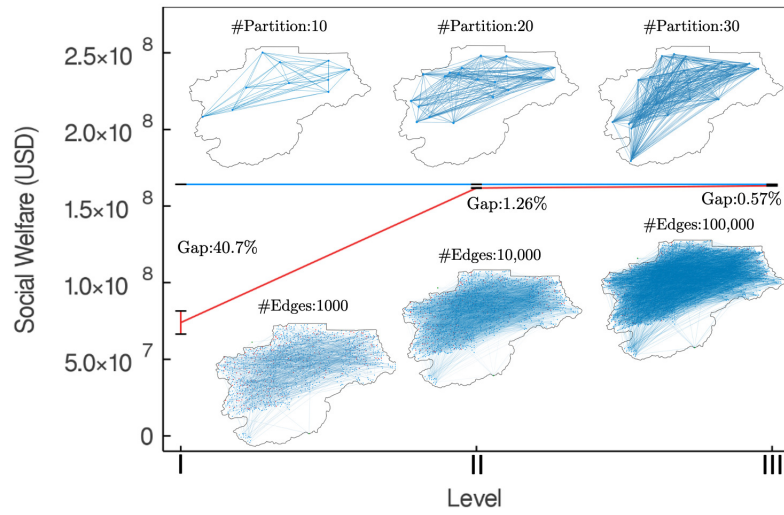 #Partition:10
#Partition:20
#Partition:30
2.5×10 8
2.0×10 8
1.5×10 8
1.0×10 8
5.0×10 7
0
Social Welfare (USD)
Gap:40.7%
Gap:1.26%
Gap:0.57%
#Edges:1000
#Edges:10,000
#Edges:100,000
I
II
III
Level